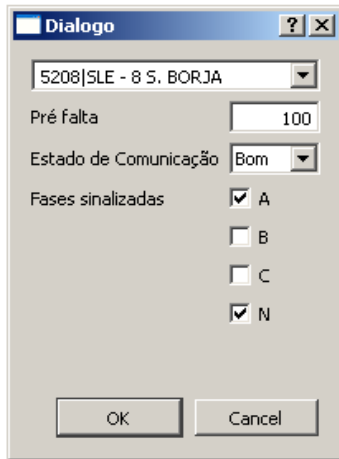 Dialogo
5208|SLE - 8 S. BORJA
Pré falta 100
Estado de Comunicação Bom
Fases sinalizadas A
B
C
N
OK Cancel